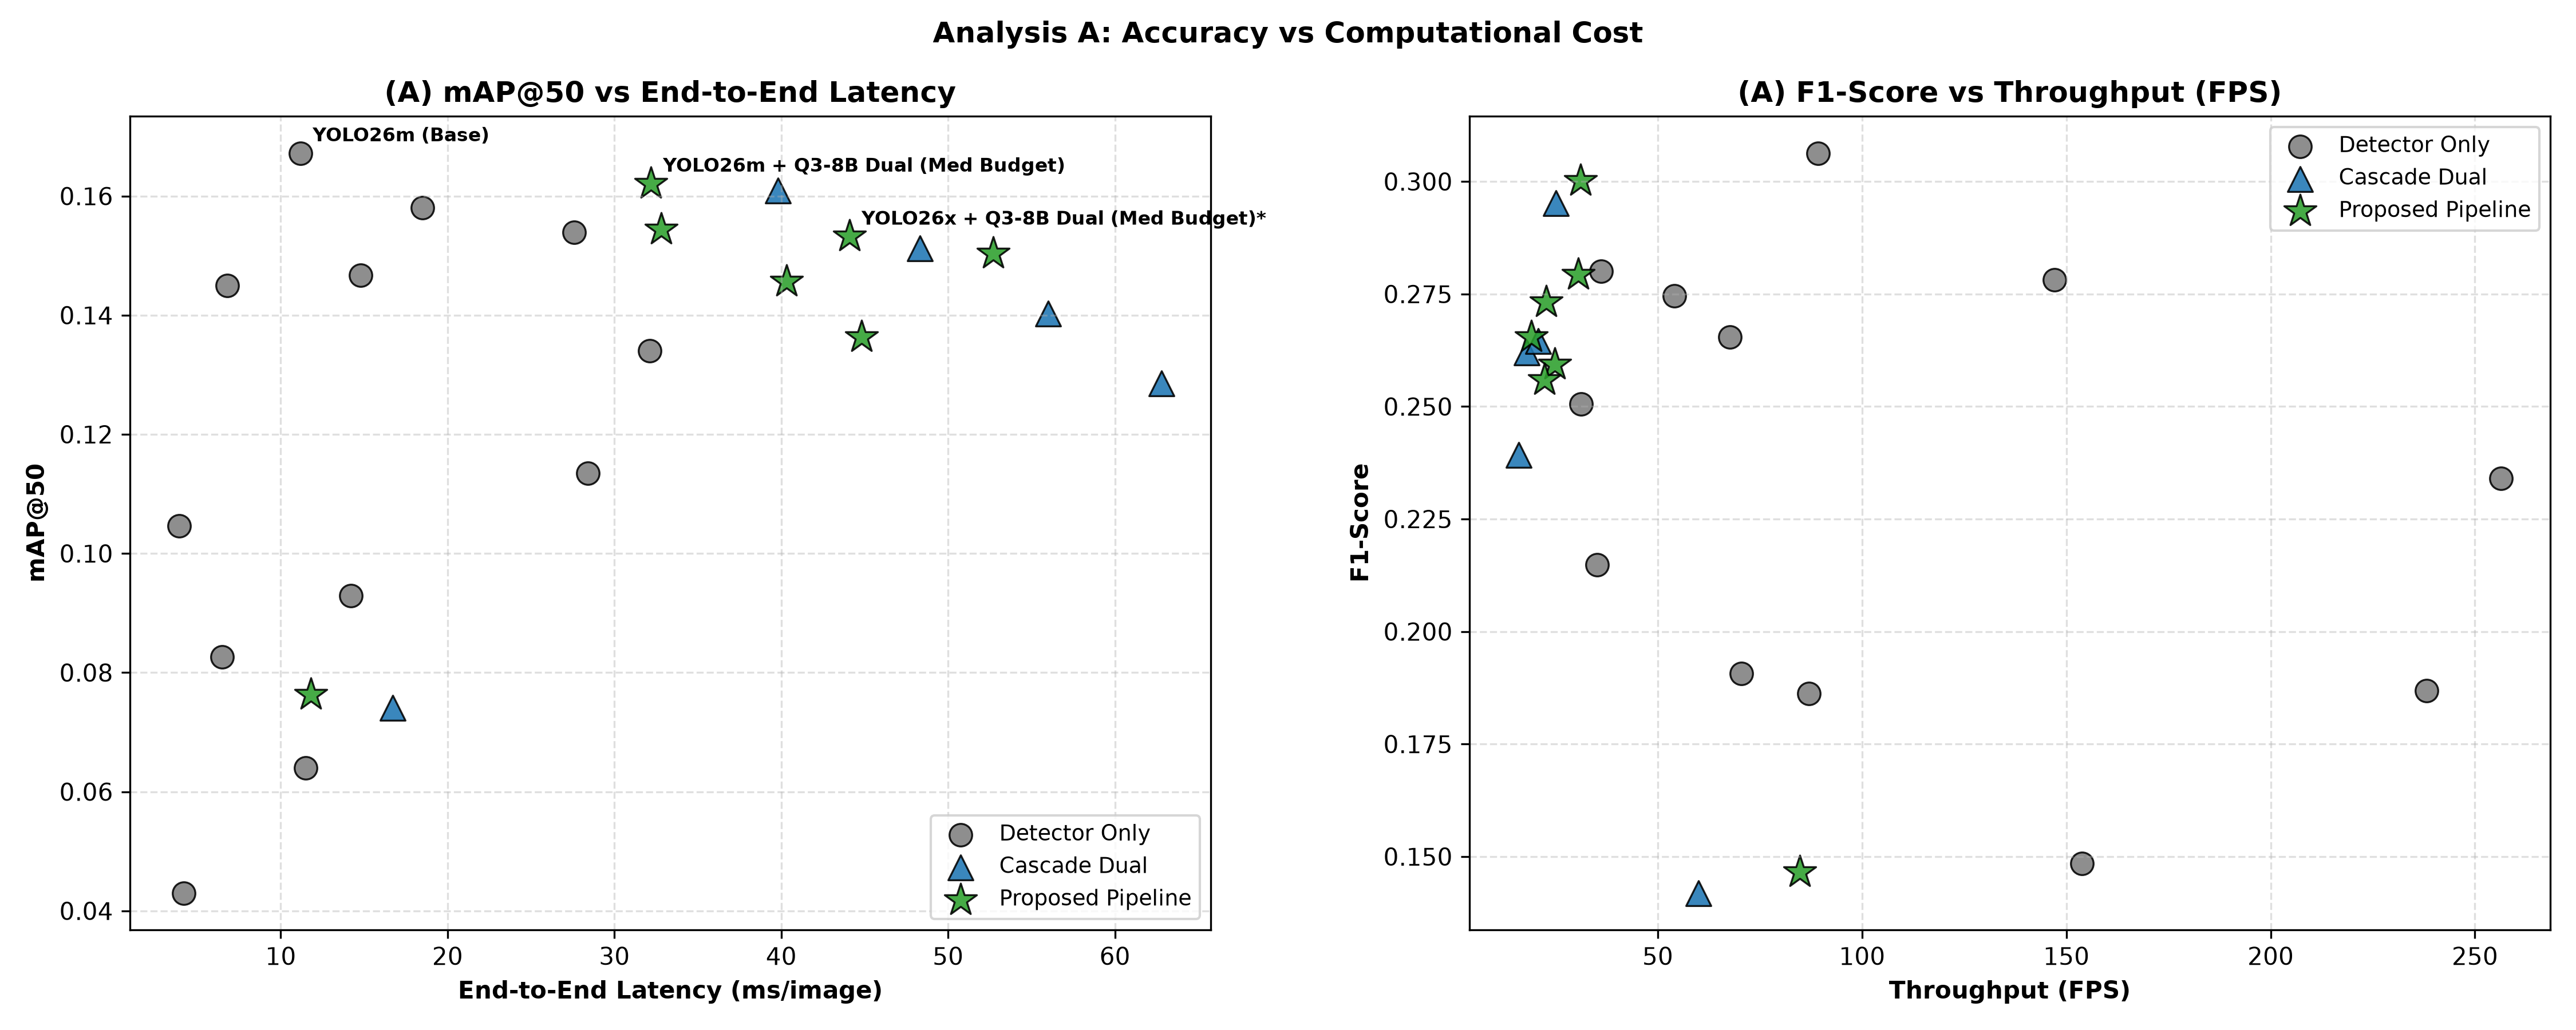 Analysis A: Accuracy vs Computational Cost
(A) mAP@50 vs End-to-End Latency
YOLO26m (Base)
YOLO26m + Q3-8B Dual (Med Budget)
YOLO26x + Q3-8B Dual (Med Budget)*
0.16
0.14
0.12
0.10
0.08
0.06
0.04
mAP@50
10
20
30
40
50
60
End-to-End Latency (ms/image)
Detector Only
Cascade Dual
Proposed Pipeline
(A) F1-Score vs Throughput (FPS)
Detector Only
Cascade Dual
Proposed Pipeline
0.300
0.275
0.250
0.225
0.200
0.175
0.150
F1-Score
50
100
150
200
250
Throughput (FPS)